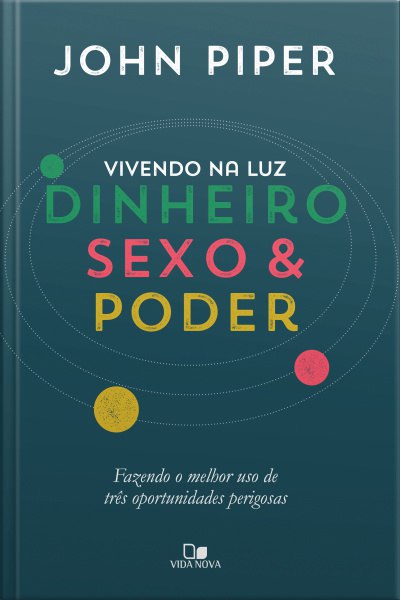 JOHN PIPER
VIVENDO NA LUZ
DINHEIRO
SEXO &
PODER
Fazendo o melhor uso de
três oportunidades perigosas
VIDA NOVA